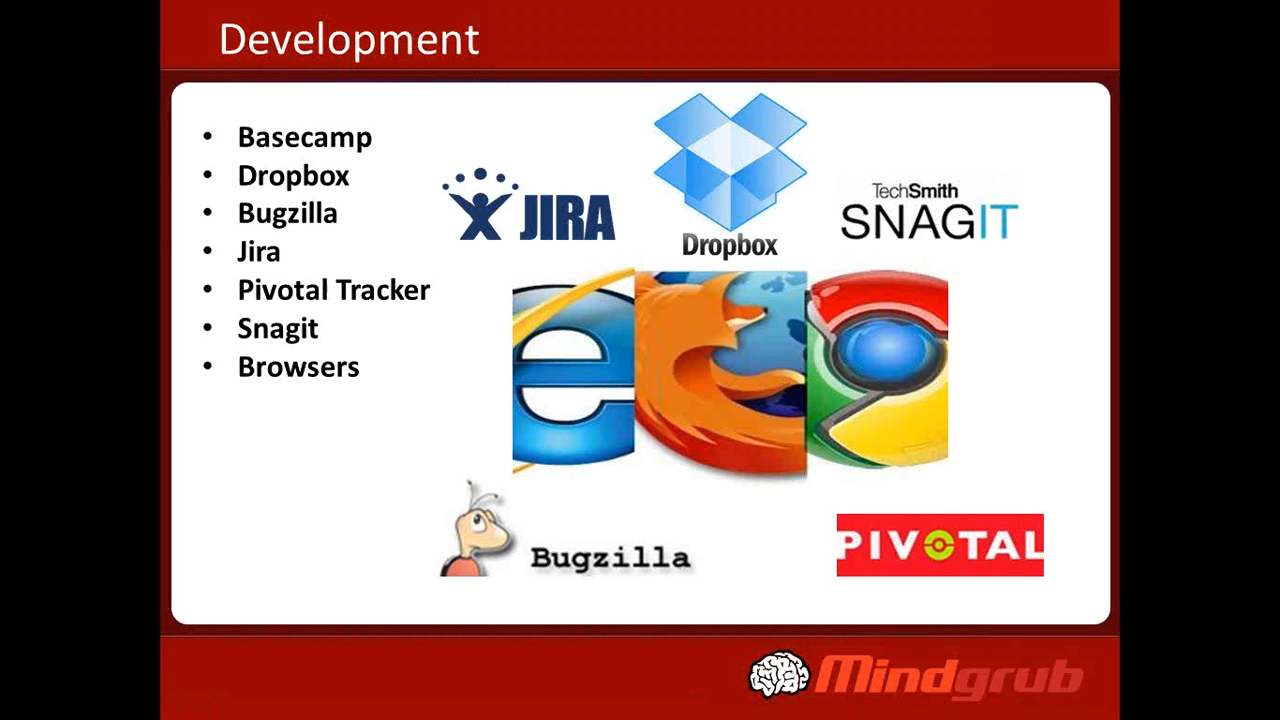 Development
• Basecamp
• Dropbox
• Bugzilla
• Jira
• Pivotal Tracker
• Snagit
• Browsers
JIRA
Dropbox
TechSmith
SNAGIT
Bugzilla
PIVOTAL
Mindgrub